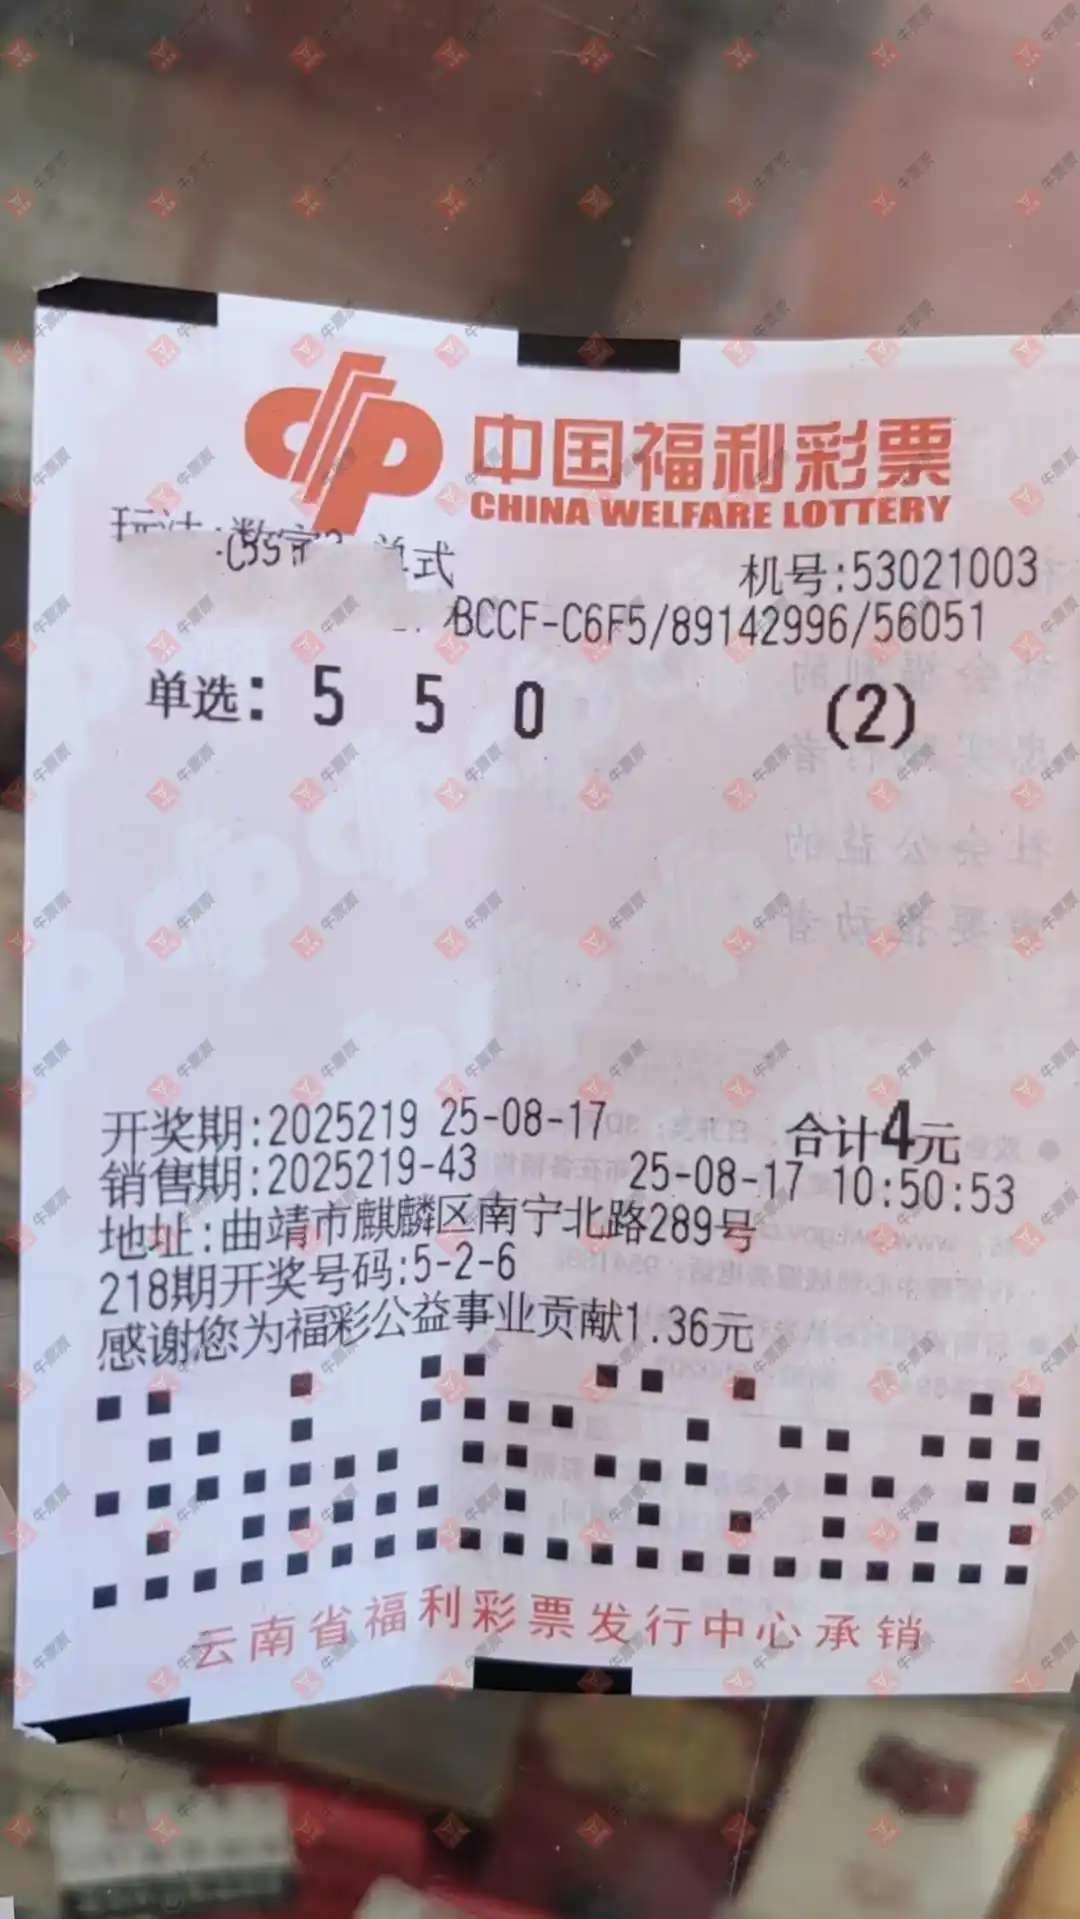 中国福利彩票
CHINA WELFARE LOTTERY
单式
机号:53021003
BCCF-C6F5/89142996/56051
单选: 5 5 0 (2)
开奖期:2025219 25-08-17 合计4元
销售期:2025219-43 25-08-17 10:50:53
地址:曲靖市麒麟区南宁北路289号
218期开奖号码:5-2-6
感谢您为福彩公益事业贡献1.36元
云南省福利彩票发行中心承销
牛票票